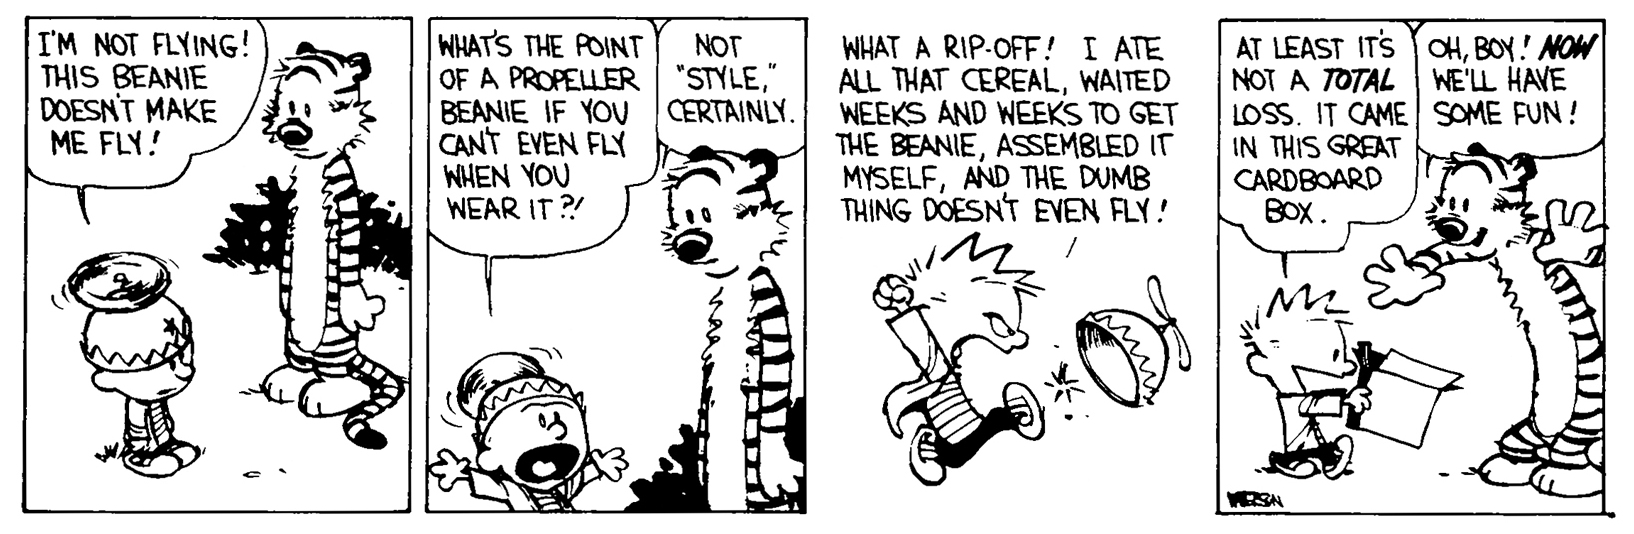 I'M NOT FLYING!
THIS BEANIE
DOESN'T MAKE
ME FLY!
WHAT'S THE POINT
OF A PROPELLER
BEANIE IF YOU
CAN'T EVEN FLY
WHEN YOU
WEAR IT?!
NOT
"STYLE,"
CERTAINLY.
WHAT A RIP-OFF! I ATE
ALL THAT CEREAL, WAITED
WEEKS AND WEEKS TO GET
THE BEANIE, ASSEMBLED IT
MYSELF, AND THE DUMB
THING DOESN'T EVEN FLY!
AT LEAST IT'S
NOT A TOTAL
LOSS. IT CAME
IN THIS GREAT
CARDBOARD
BOX.
OH, BOY! NOW
WE'LL HAVE
SOME FUN!
WATTERSON